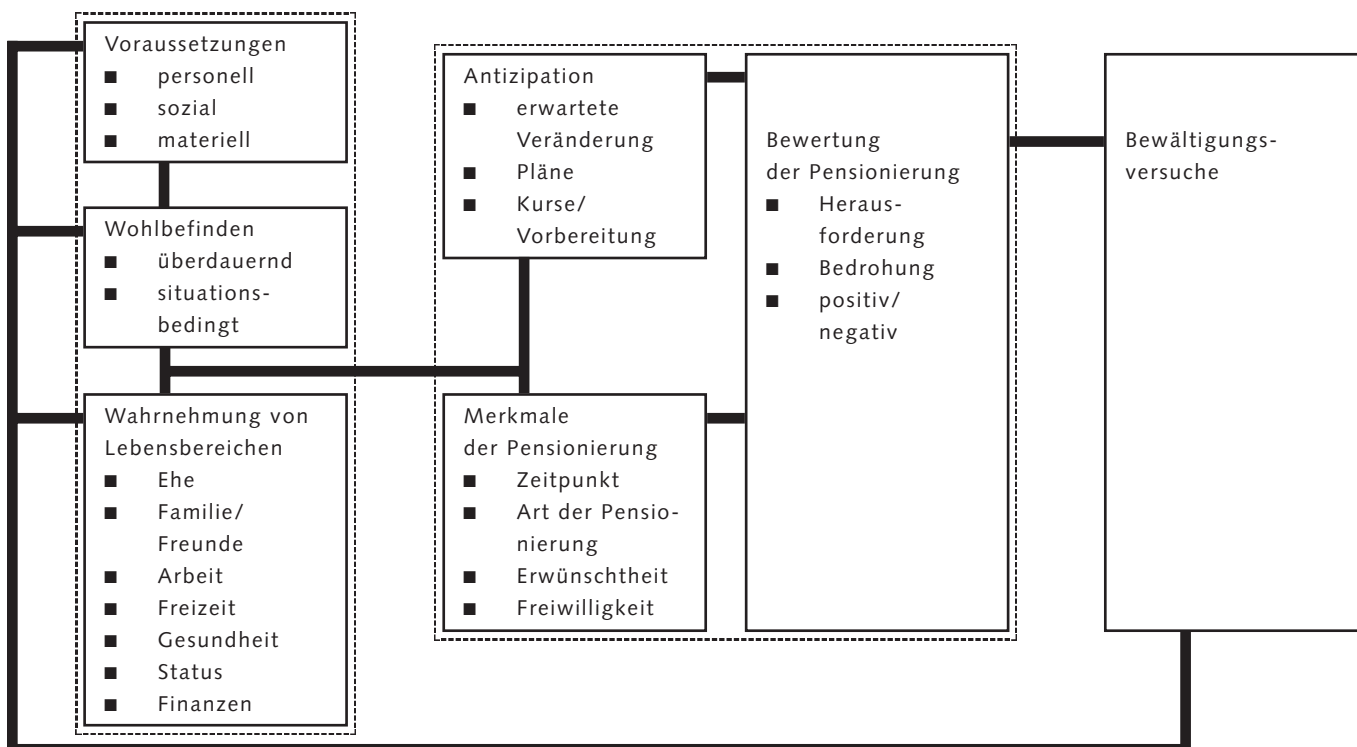 Voraussetzungen
■ personell
■ sozial
■ materiell
Wohlbefinden
■ überdauernd
■ situations-
bedingt
Wahrnehmung von
Lebensbereichen
■ Ehe
■ Familie/
Freunde
■ Arbeit
■ Freizeit
■ Gesundheit
■ Status
■ Finanzen
Antizipation
■ erwartete
Veränderung
■ Pläne
■ Kurse/
Vorbereitung
Merkmale
der Pensionierung
■ Zeitpunkt
■ Art der Pensio-
nierung
■ Erwünschtheit
■ Freiwilligkeit
Bewertung
der Pensionierung
■ Heraus-
forderung
■ Bedrohung
■ positiv/
negativ
Bewältigungs-
versuche